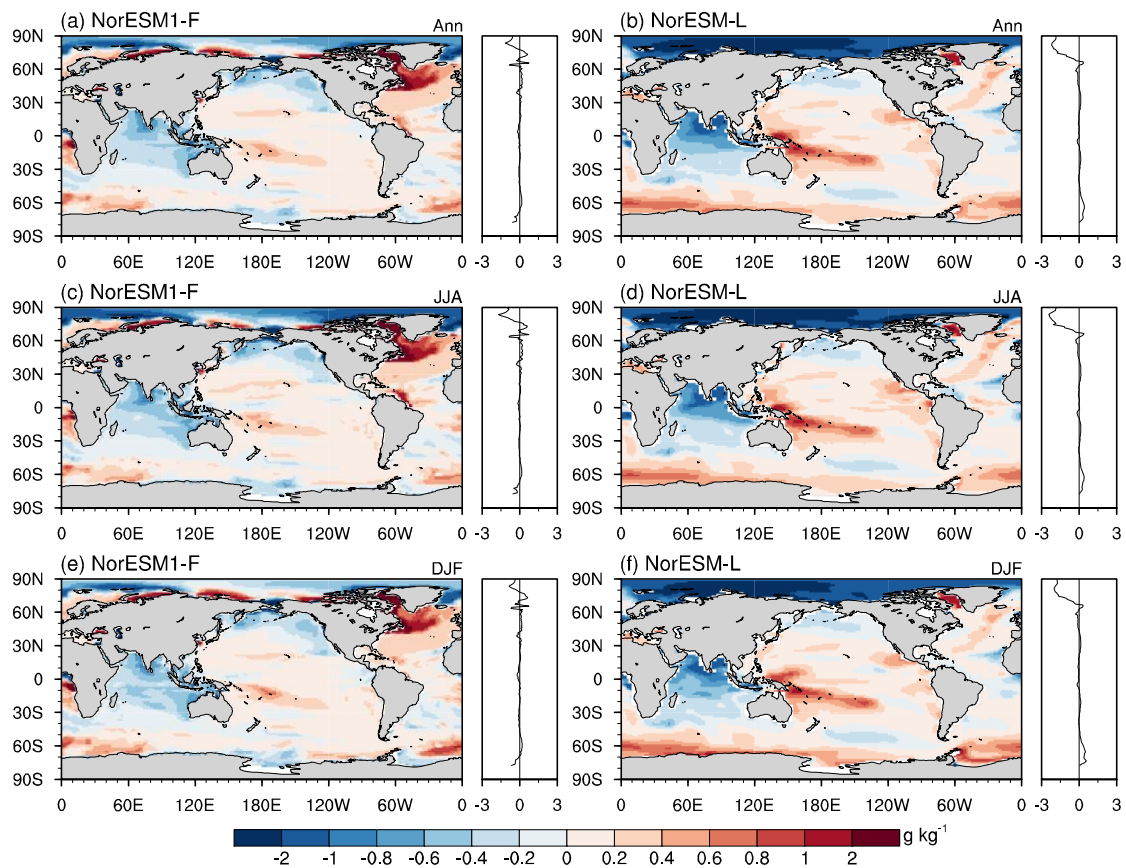 (a) NorESM1-F Ann (b) NorESM-L Ann
90N 90N
60N 60N
30N 30N
0 0
30S 30S
60S 60S
90S 90S
0 60E 120E 180E 120W 60W 0 -3 0 3 0 60E 120E 180E 120W 60W 0 -3 0 3
(c) NorESM1-F JJA (d) NorESM-L JJA
90N 90N
60N 60N
30N 30N
0 0
30S 30S
60S 60S
90S 90S
0 60E 120E 180E 120W 60W 0 -3 0 3 0 60E 120E 180E 120W 60W 0 -3 0 3
(e) NorESM1-F DJF (f) NorESM-L DJF
90N 90N
60N 60N
30N 30N
0 0
30S 30S
60S 60S
90S 90S
0 60E 120E 180E 120W 60W 0 -3 0 3 0 60E 120E 180E 120W 60W 0 -3 0 3
g kg⁻¹
-2 -1 -0.8 -0.6 -0.4 -0.2 0 0.2 0.4 0.6 0.8 1 2